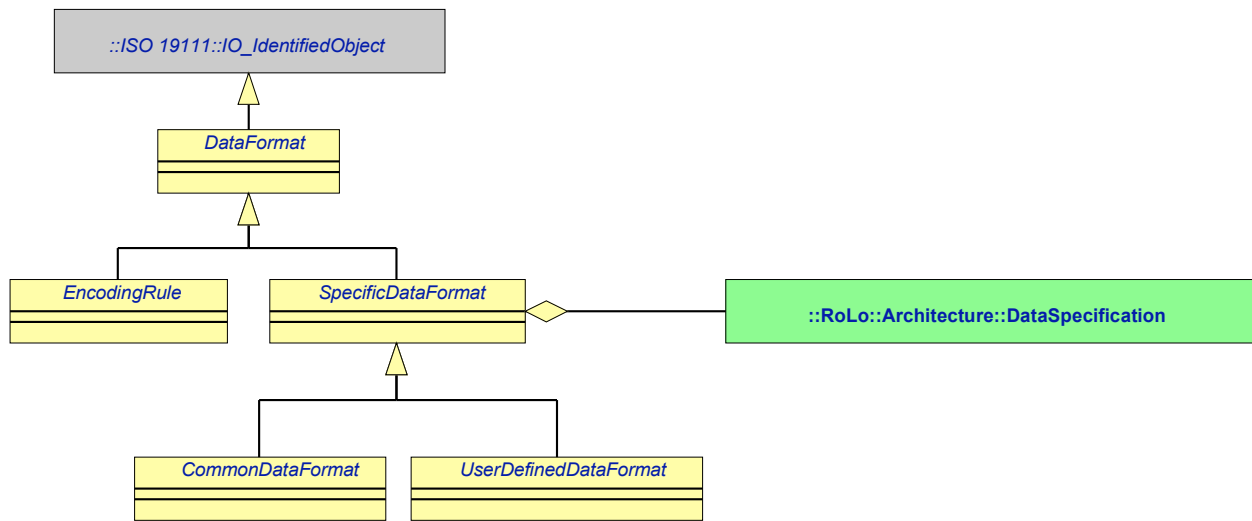 ::ISO 19111::IO_IdentifiedObject
DataFormat
EncodingRule
SpecificDataFormat
::RoLo::Architecture::DataSpecification
CommonDataFormat
UserDefinedDataFormat